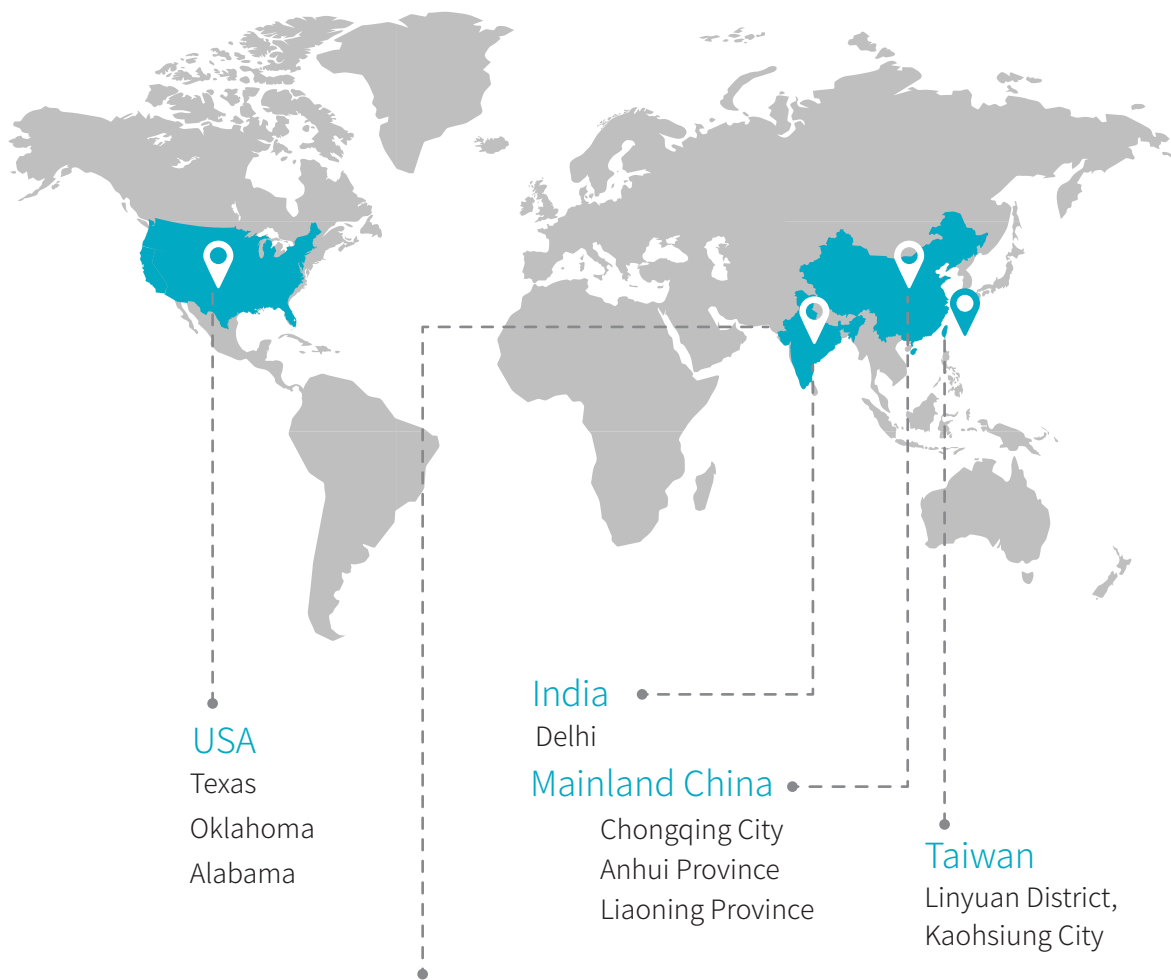 USA
Texas
Oklahoma
Alabama
India
Delhi
Mainland China
Chongqing City
Anhui Province
Liaoning Province
Taiwan
Linyuan District,
Kaohsiung City